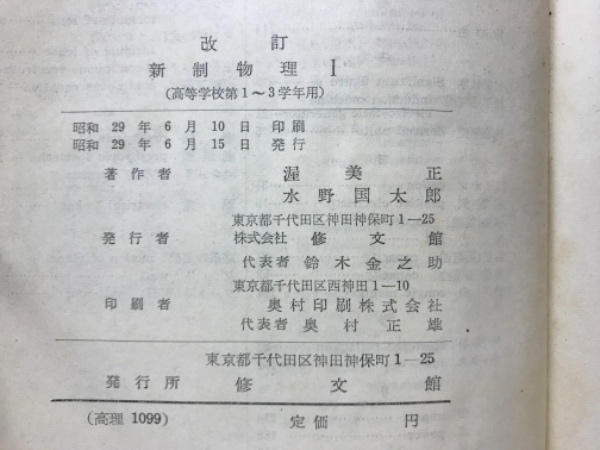 改訂
新制物理 I
(高等学校第1〜3学年用)
昭和 29 年 6 月 10 日 印刷
昭和 29 年 6 月 15 日 発行
著作者 渥美正
水野国太郎
東京都千代田区神田神保町1—25
発行者 株式会社 修文館
代表者 鈴木金之助
東京都千代田区西神田1—10
印刷者 奥村印刷株式会社
代表者 奥村正雄
東京都千代田区神田神保町1—25
発行所 修文館
(高理 1099) 定価 円